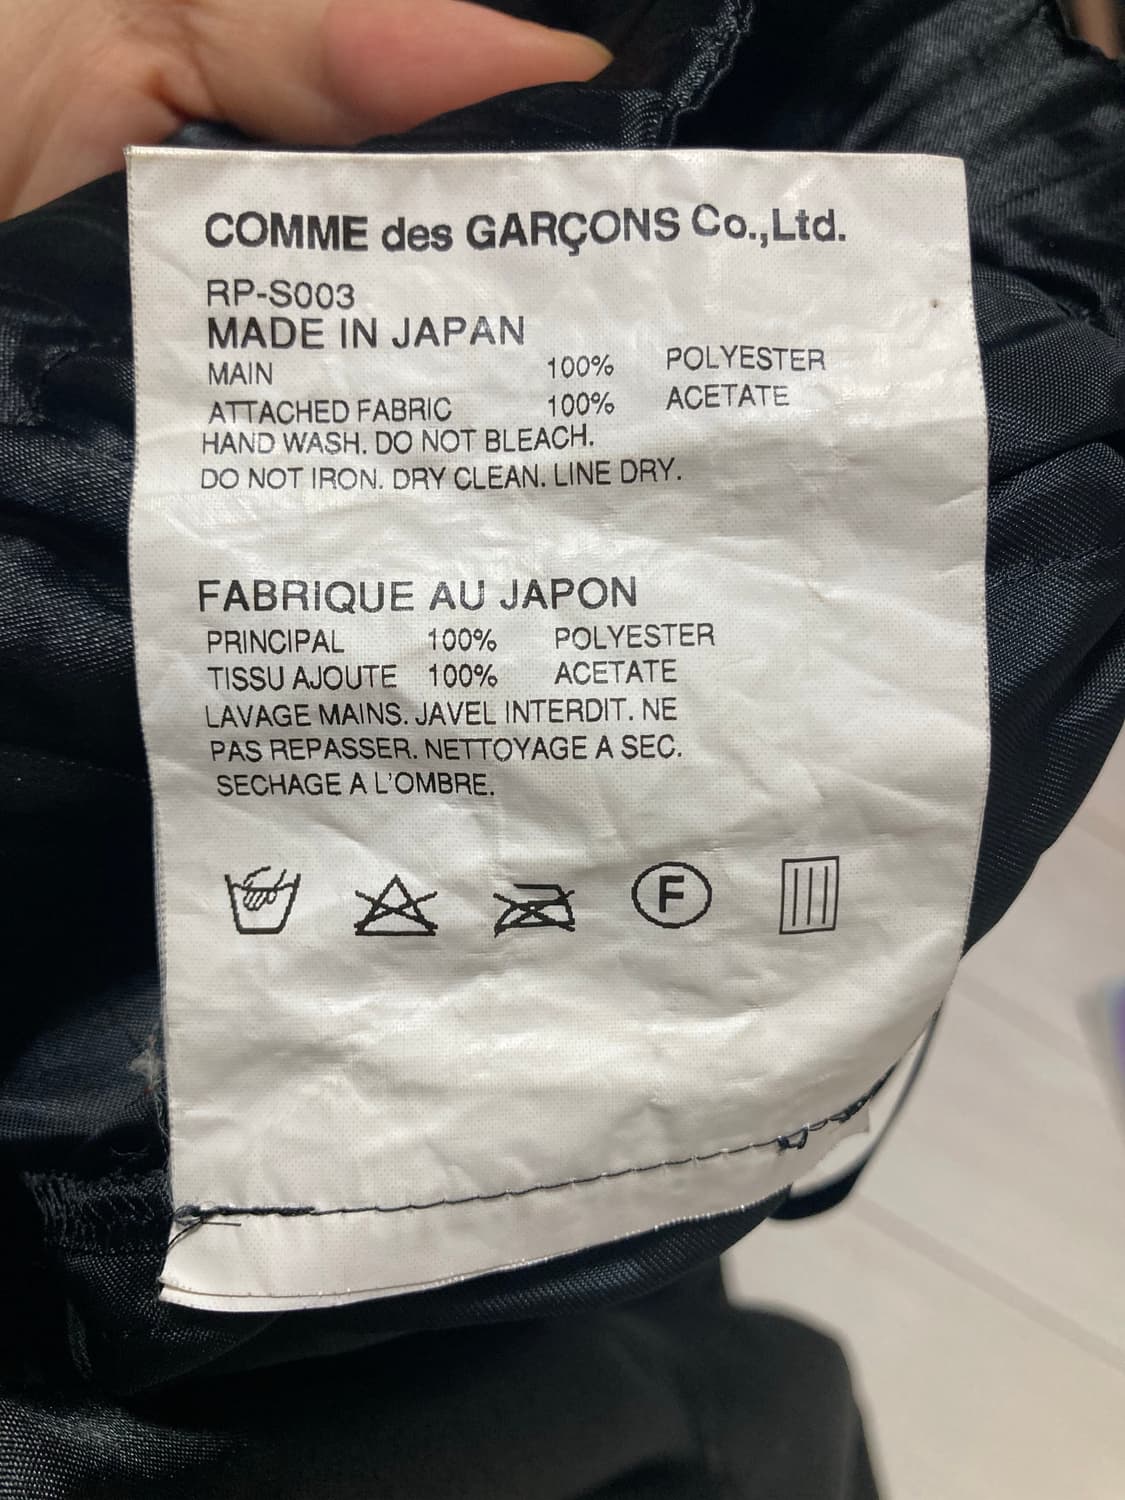 COMME des GARÇONS Co.,Ltd.
RP-S003
MADE IN JAPAN
MAIN 100% POLYESTER
ATTACHED FABRIC 100% ACETATE
HAND WASH. DO NOT BLEACH.
DO NOT IRON. DRY CLEAN. LINE DRY.
FABRIQUE AU JAPON
PRINCIPAL 100% POLYESTER
TISSU AJOUTE 100% ACETATE
LAVAGE MAINS. JAVEL INTERDIT. NE
PAS REPASSER. NETTOYAGE A SEC.
SECHAGE A L'OMBRE.
F